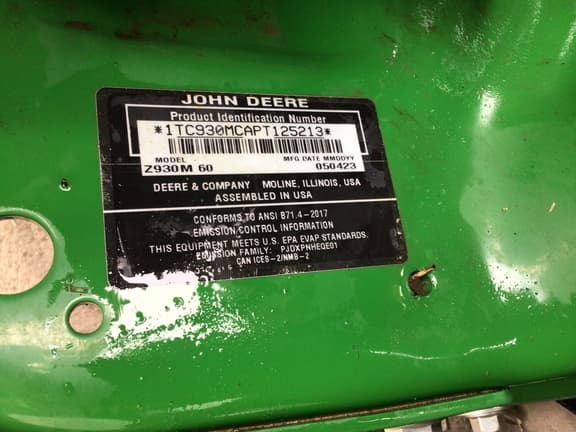 JOHN DEERE
Product Identification Number
*1TC930MCAPT125213*
MODEL MFG DATE MMDDYY
Z930M 60 050423
DEERE & COMPANY MOLINE, ILLINOIS, USA
ASSEMBLED IN USA
CONFORMS TO ANSI B71.4-2017
EMISSION CONTROL INFORMATION
THIS EQUIPMENT MEETS U.S. EPA EVAP STANDARDS.
EMISSION FAMILY: PJDXPNHEQE01
CAN ICES-2/NMB-2